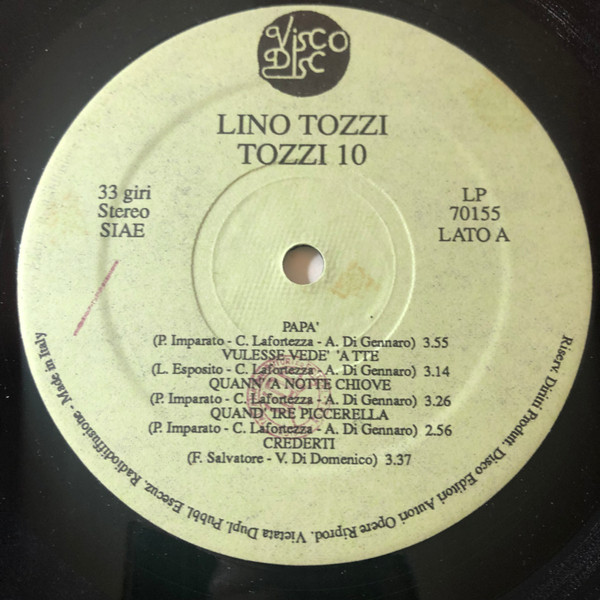 VISCO
DISC
LINO TOZZI
TOZZI 10
33 giri
Stereo
SIAE
LP
70155
LATO A
PAPA'
(P. Imparato - C. Lafortezza - A. Di Gennaro) 3.55
VULESSE VEDE' 'A TTE
(L. Esposito - C. Lafortezza - A. Di Gennaro) 3.14
QUANN' 'A NOTTE CHIOVE
(P. Imparato - C. Lafortezza - A. Di Gennaro) 3.26
QUAND' IRE PICCERELLA
(P. Imparato - C. Lafortezza - A. Di Gennaro) 2.56
CREDERTI
(F. Salvatore - V. Di Domenico) 3.37
Riserv. Diritti Produt. Disco Editori Autori Opere Riprod. Vietata Dupl. Pubbl. Esecuz. Radiodiffusione - Made in Italy